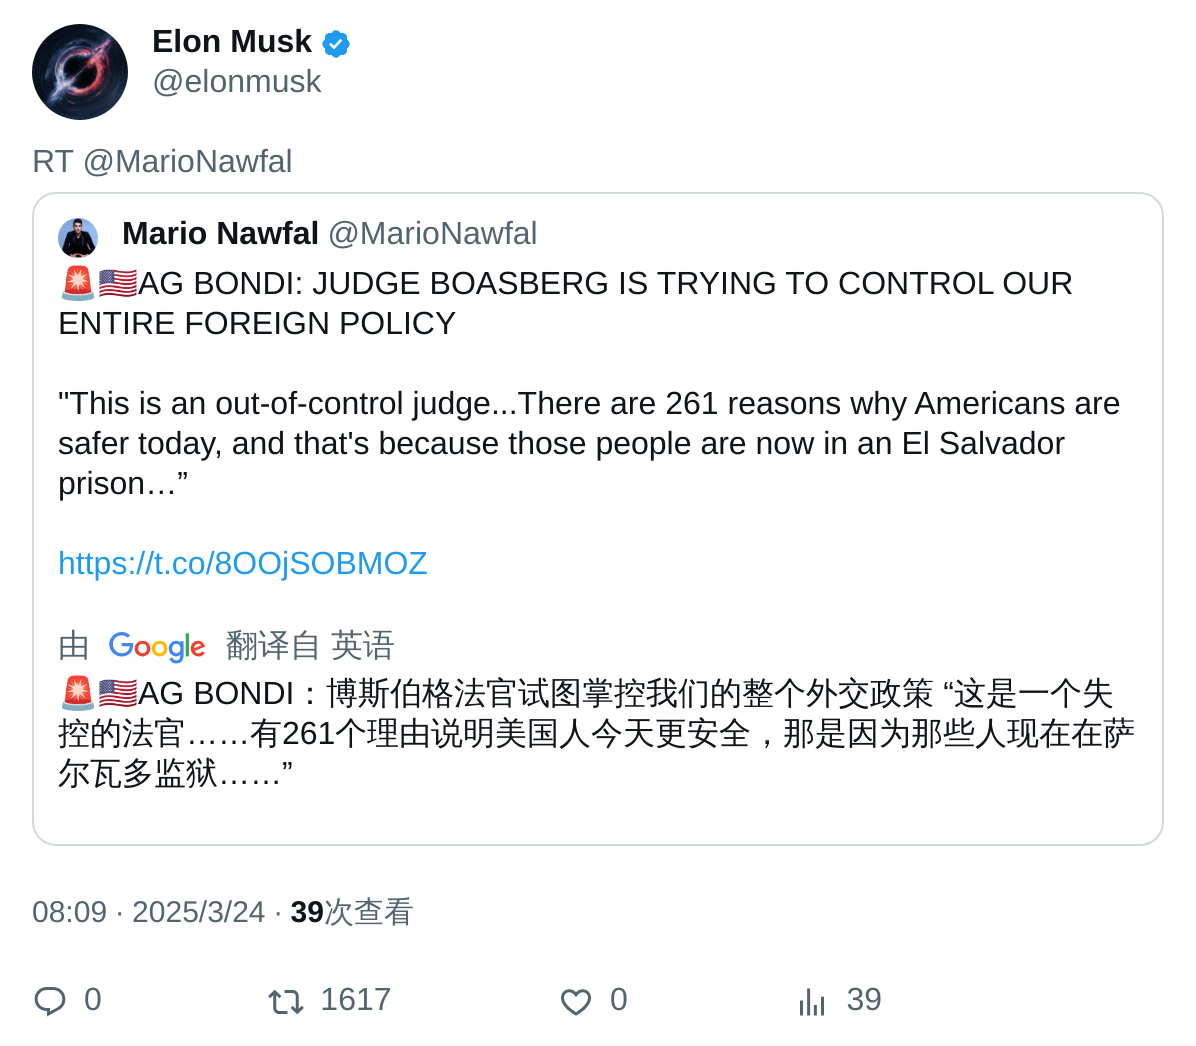 Elon Musk
@elonmusk
RT @MarioNawfal
Mario Nawfal @MarioNawfal
🚨🇺🇸AG BONDI: JUDGE BOASBERG IS TRYING TO CONTROL OUR
ENTIRE FOREIGN POLICY
"This is an out-of-control judge...There are 261 reasons why Americans are
safer today, and that's because those people are now in an El Salvador
prison…”
https://t.co/8OOjSOBMOZ
由 Google 翻译自 英语
🚨🇺🇸AG BONDI：博斯伯格法官试图掌控我们的整个外交政策 “这是一个失
控的法官……有261个理由说明美国人今天更安全，那是因为那些人现在在萨
尔瓦多监狱……”
08:09 · 2025/3/24 · 39次查看
0 1617 0 39